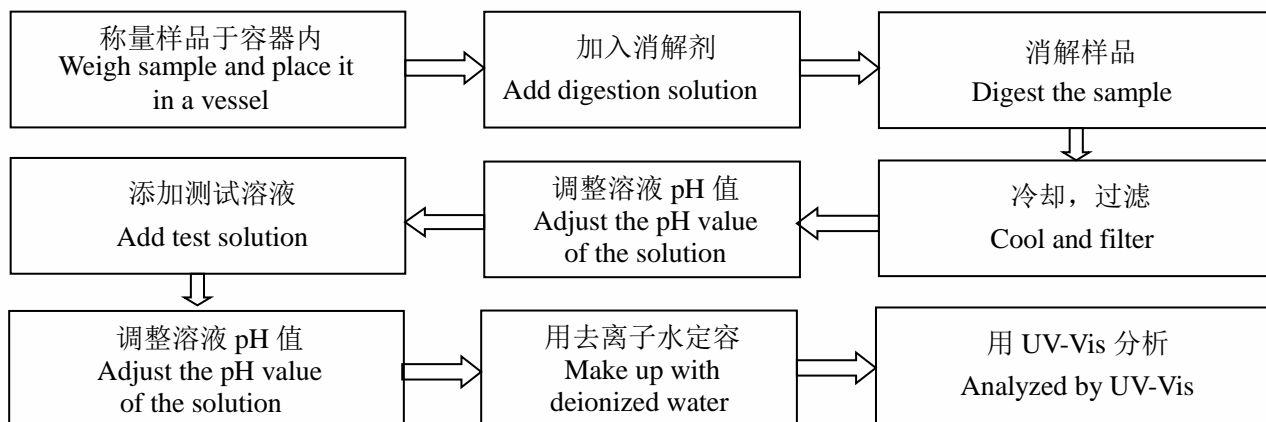 称量样品于容器内
Weigh sample and place it
in a vessel
加入消解剂
Add digestion solution
消解样品
Digest the sample
冷却，过滤
Cool and filter
调整溶液 pH 值
Adjust the pH value
of the solution
添加测试溶液
Add test solution
调整溶液 pH 值
Adjust the pH value
of the solution
用去离子水定容
Make up with
deionized water
用 UV-Vis 分析
Analyzed by UV-Vis